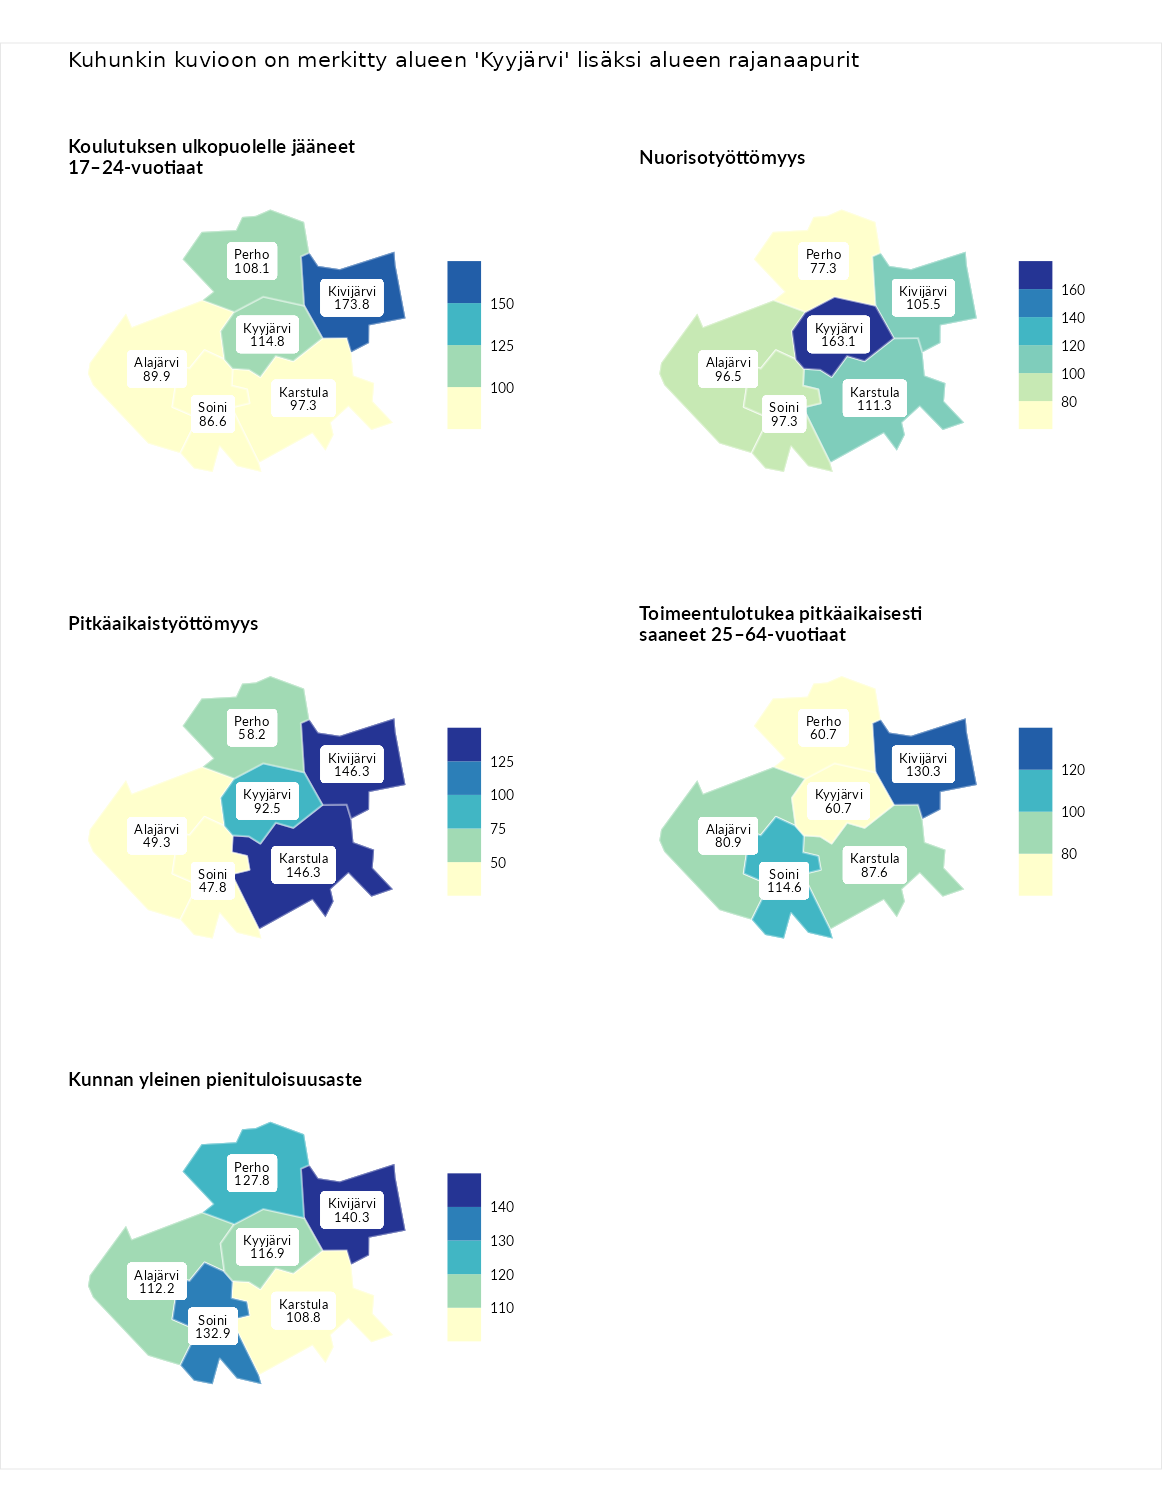 Kuhunkin kuvioon on merkitty alueen 'Kyyjärvi' lisäksi alueen rajanaapurit
Koulutuksen ulkopuolelle jääneet
17–24-vuotiaat
Perho
108.1
Kivijärvi
173.8
Kyyjärvi
114.8
Alajärvi
89.9
Karstula
97.3
Soini
86.6
150
125
100
Nuorisotyöttömyys
Perho
77.3
Kivijärvi
105.5
Kyyjärvi
163.1
Alajärvi
96.5
Karstula
111.3
Soini
97.3
160
140
120
100
80
Pitkäaikaistyöttömyys
Perho
58.2
Kivijärvi
146.3
Kyyjärvi
92.5
Alajärvi
49.3
Karstula
146.3
Soini
47.8
125
100
75
50
Toimeentulotukea pitkäaikaisesti
saaneet 25–64-vuotiaat
Perho
60.7
Kivijärvi
130.3
Kyyjärvi
60.7
Alajärvi
80.9
Karstula
87.6
Soini
114.6
120
100
80
Kunnan yleinen pienituloisuusaste
Perho
127.8
Kivijärvi
140.3
Kyyjärvi
116.9
Alajärvi
112.2
Karstula
108.8
Soini
132.9
140
130
120
110